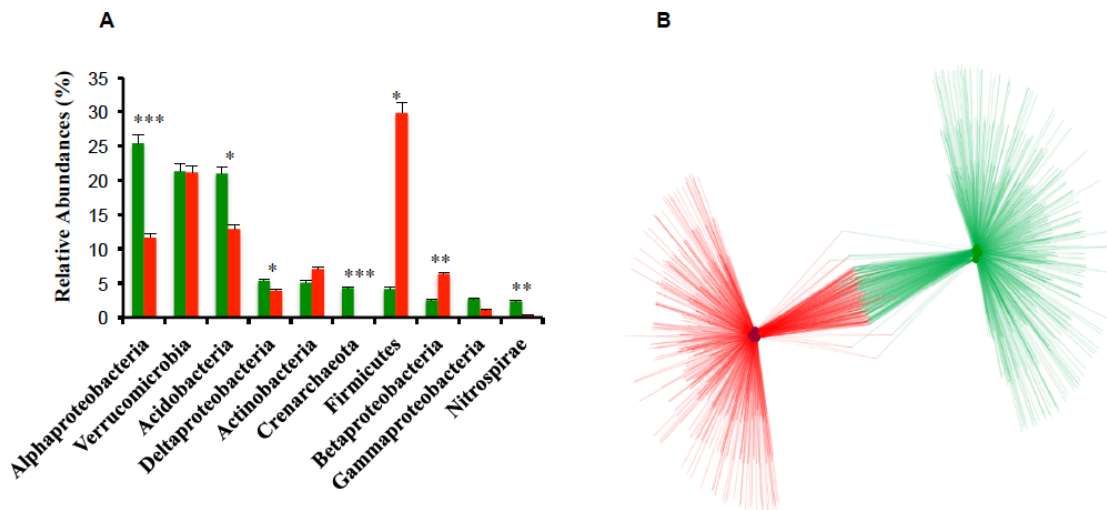 A
B
Relative Abundances (%)
35
30
25
20
15
10
5
0
***
*
*
***
*
**
**
Alphaproteobacteria
Verrucomicrobia
Acidobacteria
Deltaproteobacteria
Actinobacteria
Crenarchaeota
Firmicutes
Betaproteobacteria
Gammaproteobacteria
Nitrospirae